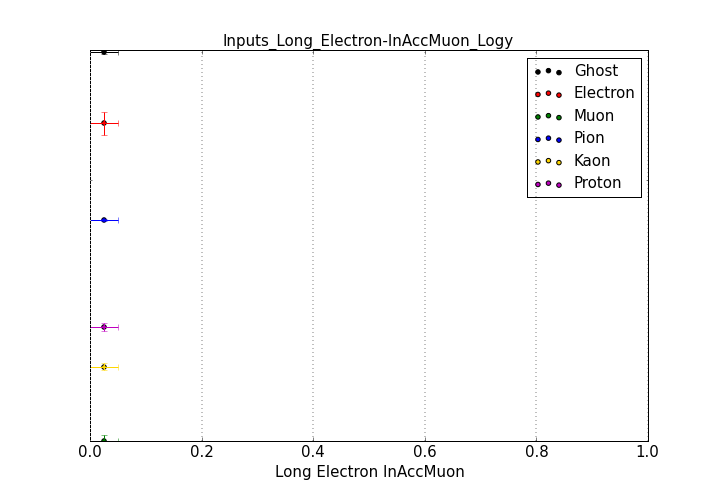 Inputs_Long_Electron-InAccMuon_Logy
Ghost
Electron
Muon
Pion
Kaon
Proton
0.0 0.2 0.4 0.6 0.8 1.0
Long Electron InAccMuon